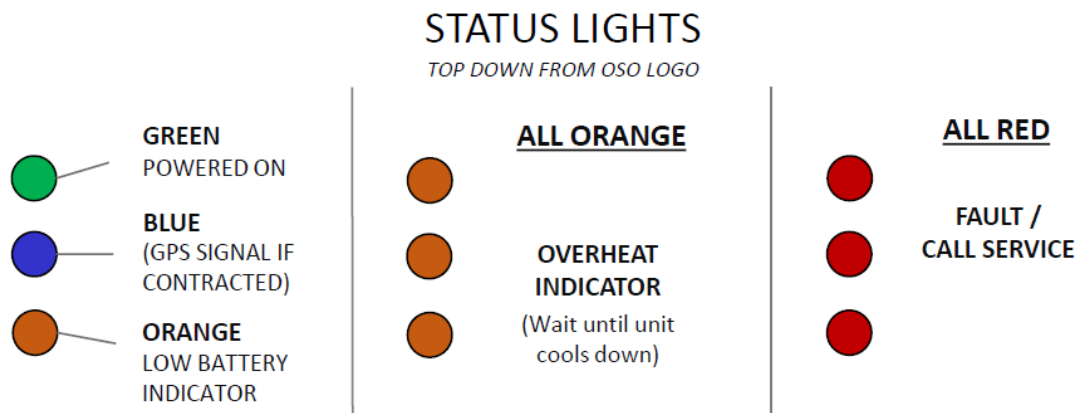 STATUS LIGHTS
TOP DOWN FROM OSO LOGO
GREEN
POWERED ON
BLUE
(GPS SIGNAL IF
CONTRACTED)
ORANGE
LOW BATTERY
INDICATOR
ALL ORANGE
OVERHEAT
INDICATOR
(Wait until unit
cools down)
ALL RED
FAULT /
CALL SERVICE